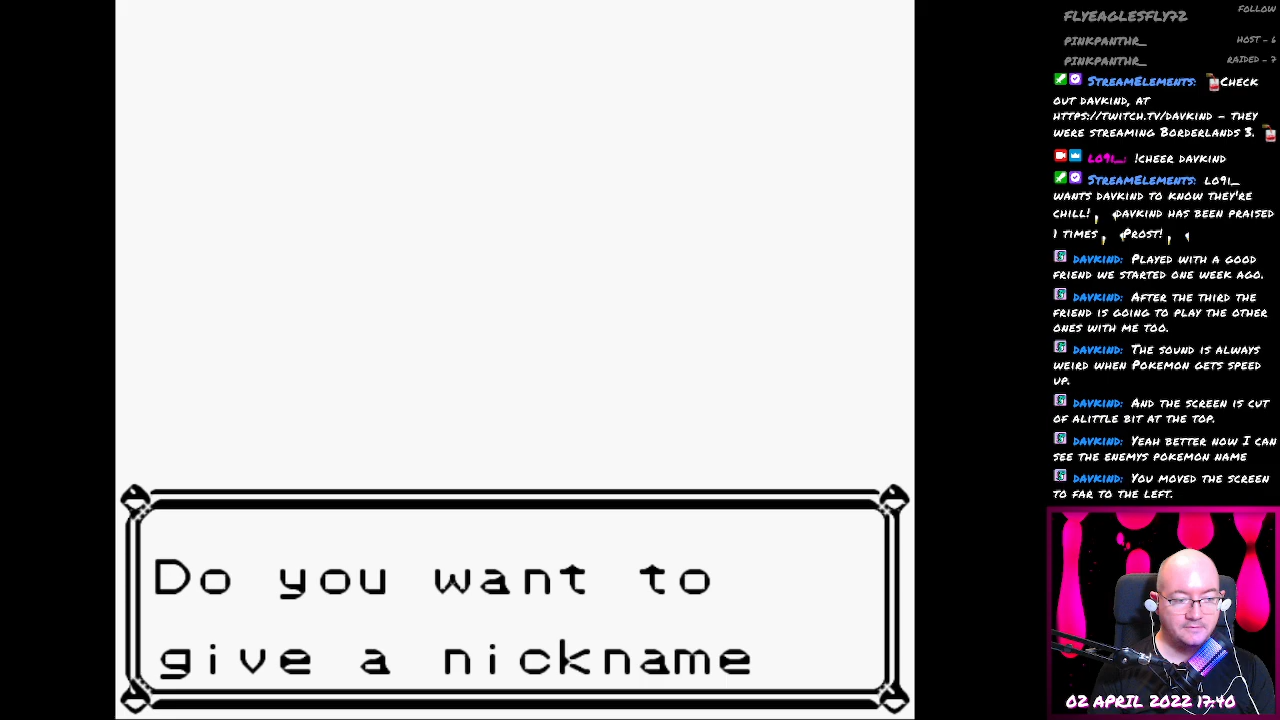 FLYEAGLESFLY72
FOLLOW
PINKPANTHR_
HOST - 6
PINKPANTHR_
RAIDED - 7
StreamElements: Check
out davkind, at
https://twitch.tv/davkind - they
were streaming Borderlands 3.
lo9i_: !cheer davkind
StreamElements: lo9i_
wants davkind to know they're
chill! davkind has been praised
1 times, Prost!
davkind: Played with a good
friend we started one week ago.
davkind: After the third the
friend is going to play the other
ones with me too.
davkind: The sound is always
weird when Pokemon gets speed
up.
davkind: And the screen is cut
of alittle bit at the top.
davkind: Yeah better now I can
see the enemys pokemon name
davkind: You moved the screen
to far to the left.
Do you want to
give a nickname
02 APRIL 2022 17:40